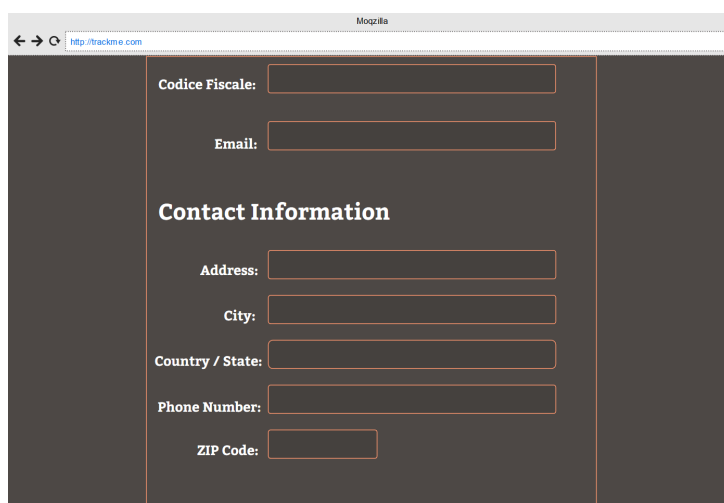 Moqzilla
http://trackme.com
Codice Fiscale:
Email:
Contact Information
Address:
City:
Country / State:
Phone Number:
ZIP Code: